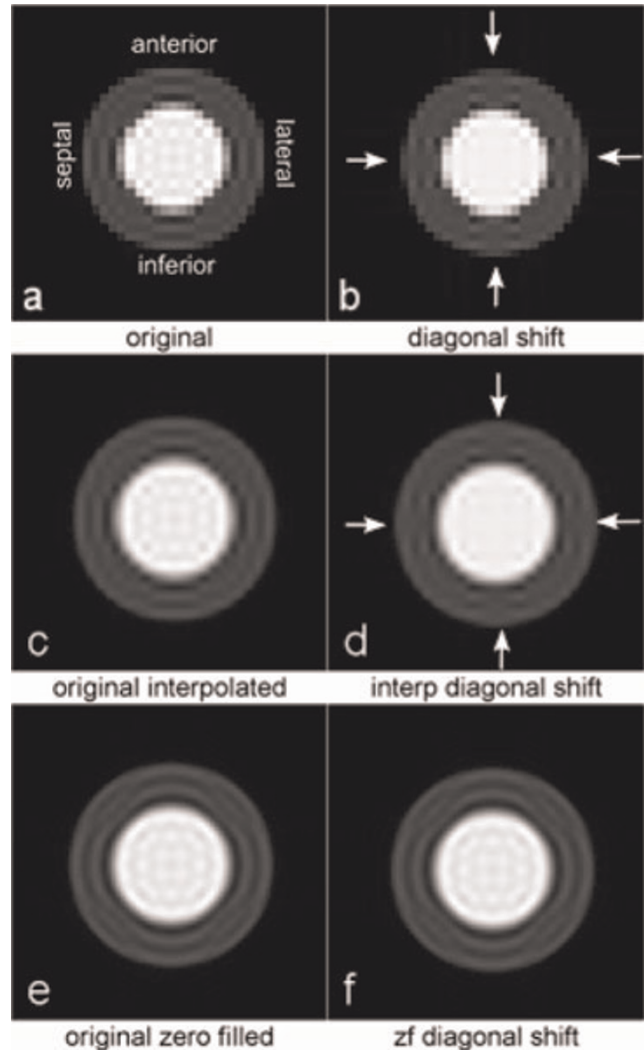 anterior
septal
lateral
inferior
a
b
original
diagonal shift
c
d
original interpolated
interp diagonal shift
e
f
original zero filled
zf diagonal shift